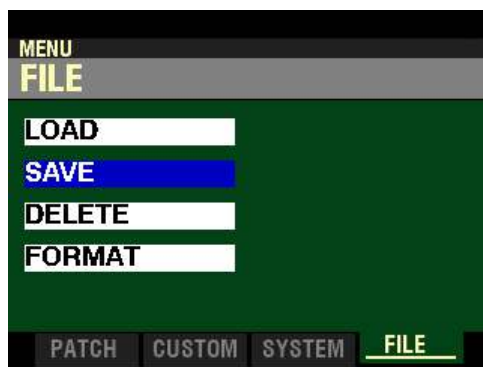 MENU
FILE
LOAD
SAVE
DELETE
FORMAT
PATCH CUSTOM SYSTEM FILE